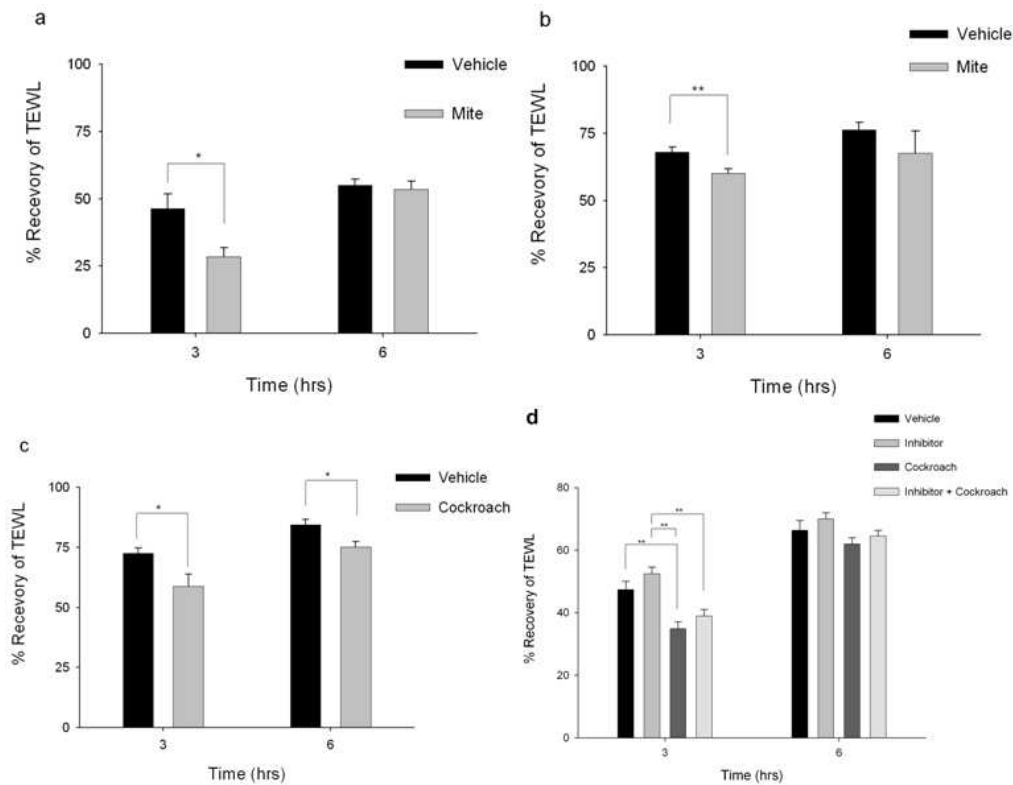 a
Vehicle
Mite
% Recevory of TEWL
100
75
50
25
0
*
3
6
Time (hrs)
b
Vehicle
Mite
% Recevory of TEWL
100
75
50
25
0
**
3
6
Time (hrs)
c
Vehicle
Cockroach
% Recevory of TEWL
100
75
50
25
0
*
*
3
6
Time (hrs)
d
Vehicle
Inhibitor
Cockroach
Inhibitor + Cockroach
% Recovery of TEWL
80
60
40
20
0
**
**
**
3
6
Time (hrs)